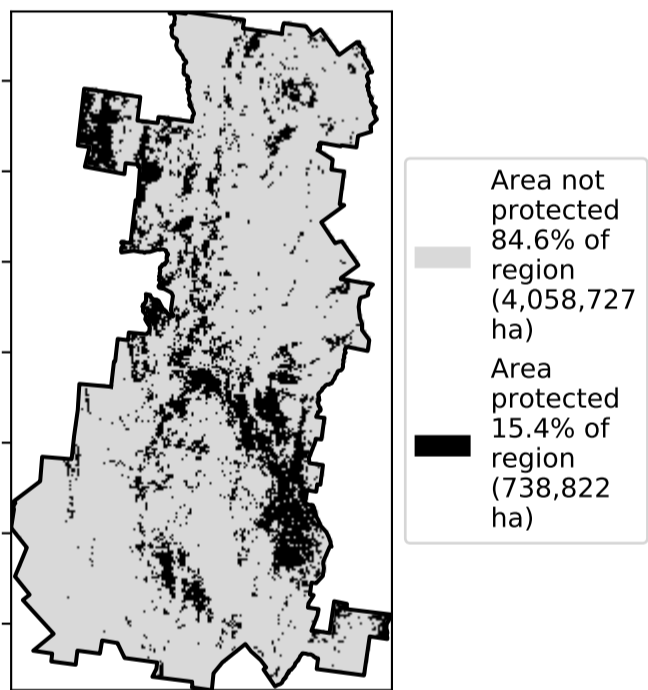 Area not
protected
84.6% of
region
(4,058,727
ha)
Area
protected
15.4% of
region
(738,822
ha)